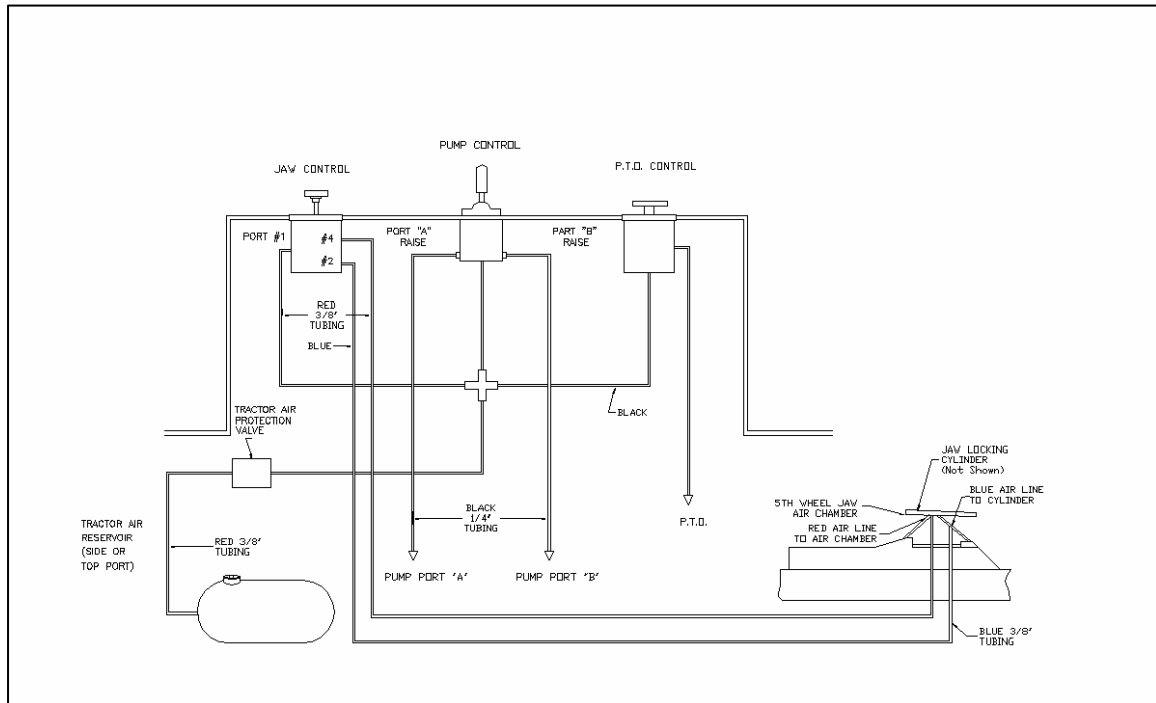 PUMP CONTROL
JAW CONTROL
P.T.O. CONTROL
PORT #1
#4
#2
PORT "A"
RAISE
PART "B"
RAISE
RED
3/8'
TUBING
BLUE
BLACK
TRACTOR AIR
PROTECTION
VALVE
JAW LOCKING
CYLINDER
(Not Shown)
BLUE AIR LINE
TO CYLINDER
5TH WHEEL JAW
AIR CHAMBER
RED AIR LINE
TO AIR CHAMBER
TRACTOR AIR
RESERVOIR
(SIDE OR
TOP PORT)
RED 3/8'
TUBING
BLACK
1/4'
TUBING
P.T.O.
PUMP PORT 'A'
PUMP PORT 'B'
BLUE 3/8'
TUBING